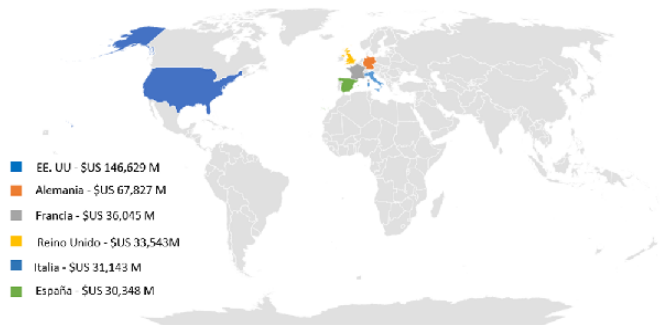 EE. UU - $US 146,629 M
Alemania - $US 67,827 M
Francia - $US 36,045 M
Reino Unido - $US 33,543M
Italia - $US 31,143 M
España - $US 30,348 M